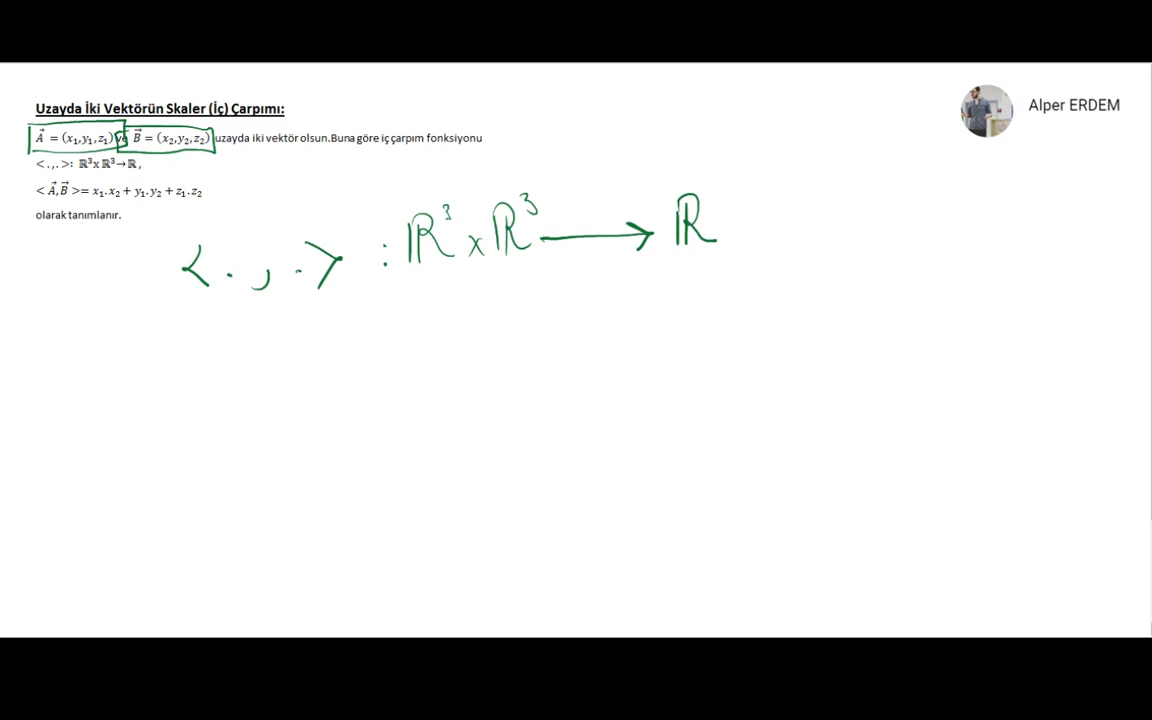 Uzayda İki Vektörün Skaler (İç) Çarpımı:
Alper ERDEM
A⃗ = (x₁,y₁,z₁) ve B⃗ = (x₂,y₂,z₂) uzayda iki vektör olsun.Buna göre iç çarpım fonksiyonu
<.,.>: ℝ³xℝ³→ℝ,
< A⃗,B⃗ >= x₁.x₂ + y₁.y₂ + z₁.z₂
olarak tanımlanır.
< . , . > : ℝ³ x ℝ³ → ℝ